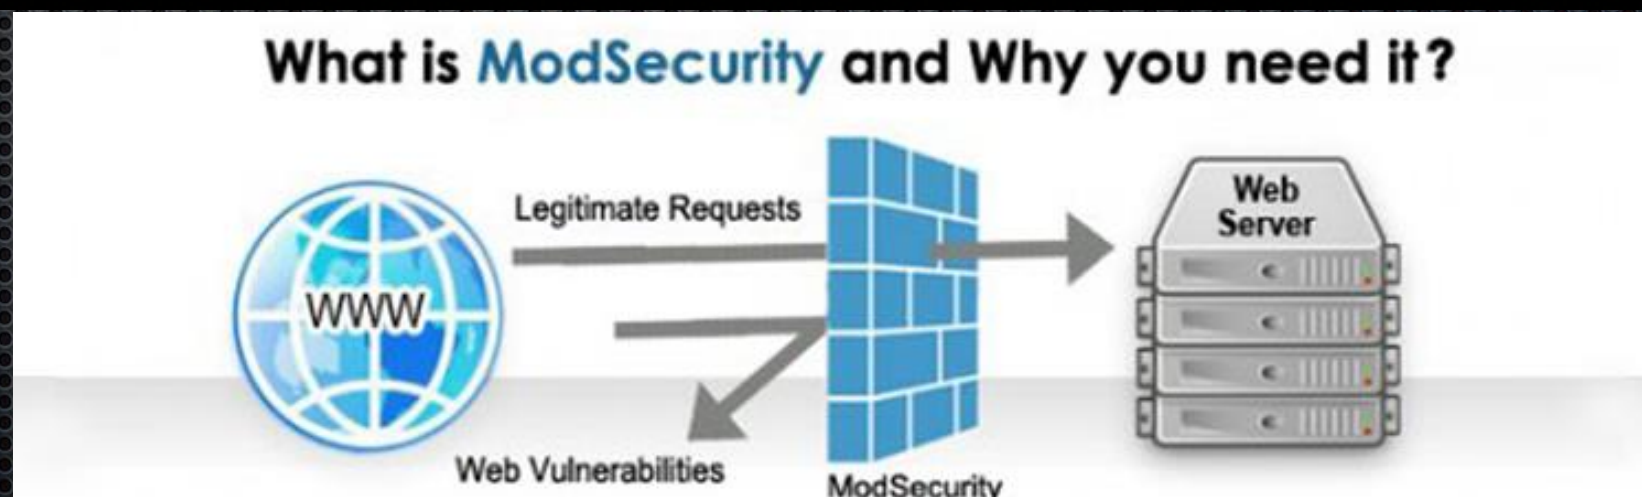 What is ModSecurity and Why you need it?
Legitimate Requests
Web
Server
WWW
Web Vulnerabilities
ModSecurity